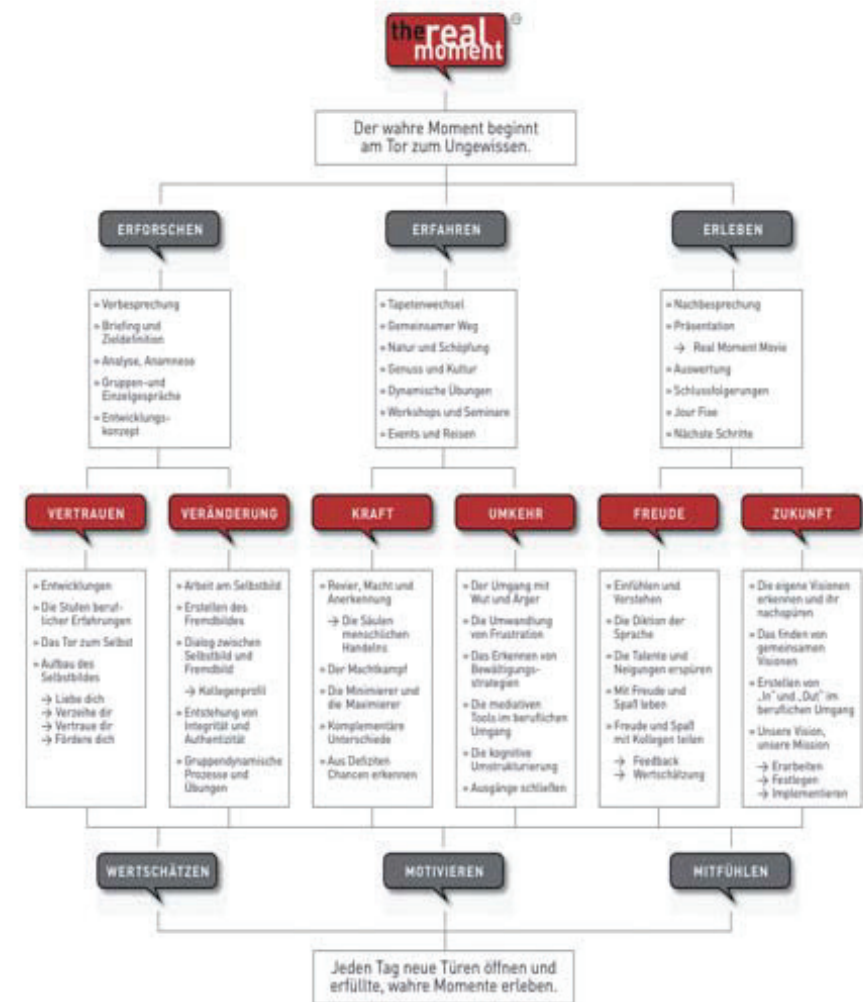 the real
moment
®
Der wahre Moment beginnt
am Tor zum Ungewissen.
ERFORSCHEN
» Vorbesprechung
» Briefing und
Zieldefinition
» Analyse, Anamnese
» Gruppen-und
Einzelgespräche
» Entwicklungs-
konzept
ERFAHREN
» Tapetenwechsel
» Gemeinsamer Weg
» Natur und Schöpfung
» Genuss und Kultur
» Dynamische Übungen
» Workshops und Seminare
» Events und Reisen
ERLEBEN
» Nachbesprechung
» Präsentation
→ Real Moment Movie
» Auswertung
» Schlussfolgerungen
» Jour Fixe
» Nächste Schritte
VERTRAUEN
» Entwicklungen
» Die Stufen beruf-
licher Erfahrungen
» Das Tor zum Selbst
» Aufbau des
Selbstbildes
→ Liebe dich
→ Verzeihe dir
→ Vertraue dir
→ Fördere dich
VERÄNDERUNG
» Arbeit am Selbstbild
» Erstellen des
Fremdbildes
» Dialog zwischen
Selbstbild und
Fremdbild
→ Kollegenprofil
» Entstehung von
Integrität und
Authentizität
» Gruppendynamische
Prozesse und
Übungen
KRAFT
» Revier, Macht und
Anerkennung
→ Die Säulen
menschlichen
Handelns
» Der Machtkampf
» Die Minimierer und
die Maximierer
» Komplementäre
Unterschiede
» Aus Defiziten
Chancen erkennen
UMKEHR
» Der Umgang mit
Wut und Ärger
» Die Umwandlung
von Frustration
» Das Erkennen von
Bewältigungs-
strategien
» Die mediativen
Tools im beruflichen
Umgang
» Die kognitive
Umstrukturierung
» Ausgänge schließen
FREUDE
» Einfühlen und
Verstehen
» Die Diktion der
Sprache
» Die Talente und
Neigungen erspüren
» Mit Freude und
Spaß leben
» Freude und Spaß
mit Kollegen teilen
→ Feedback
→ Wertschätzung
ZUKUNFT
» Die eigene Visionen
erkennen und ihr
nachspüren
» Das finden von
gemeinsamen
Visionen
» Erstellen von
„In" und „Out" im
beruflichen Umgang
» Unsere Vision,
unsere Mission
→ Erarbeiten
→ Festlegen
→ Implementieren
WERTSCHÄTZEN
MOTIVIEREN
MITFÜHLEN
Jeden Tag neue Türen öffnen und
erfüllte, wahre Momente erleben.